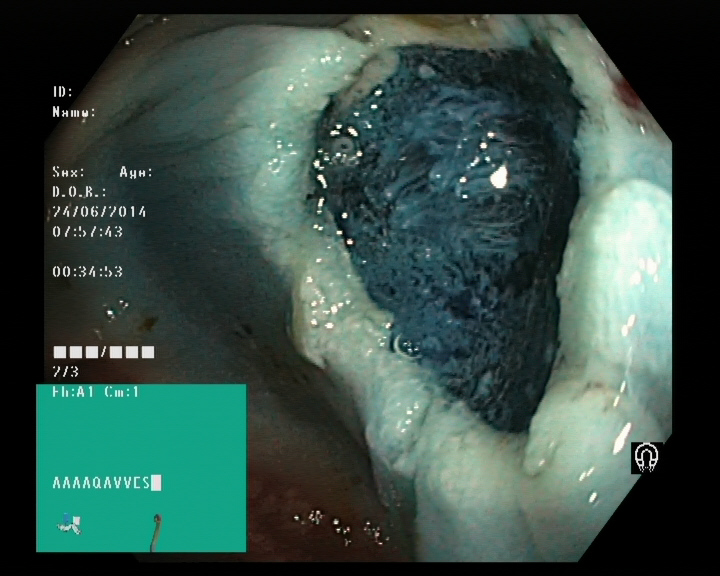 ID:
Name:
Sex: Age:
D.O.B.:
24/06/2014
07:57:43
00:34:53
■■■/■■■
2/3
Eh:A1 Cm:1
AAAAQAVVES